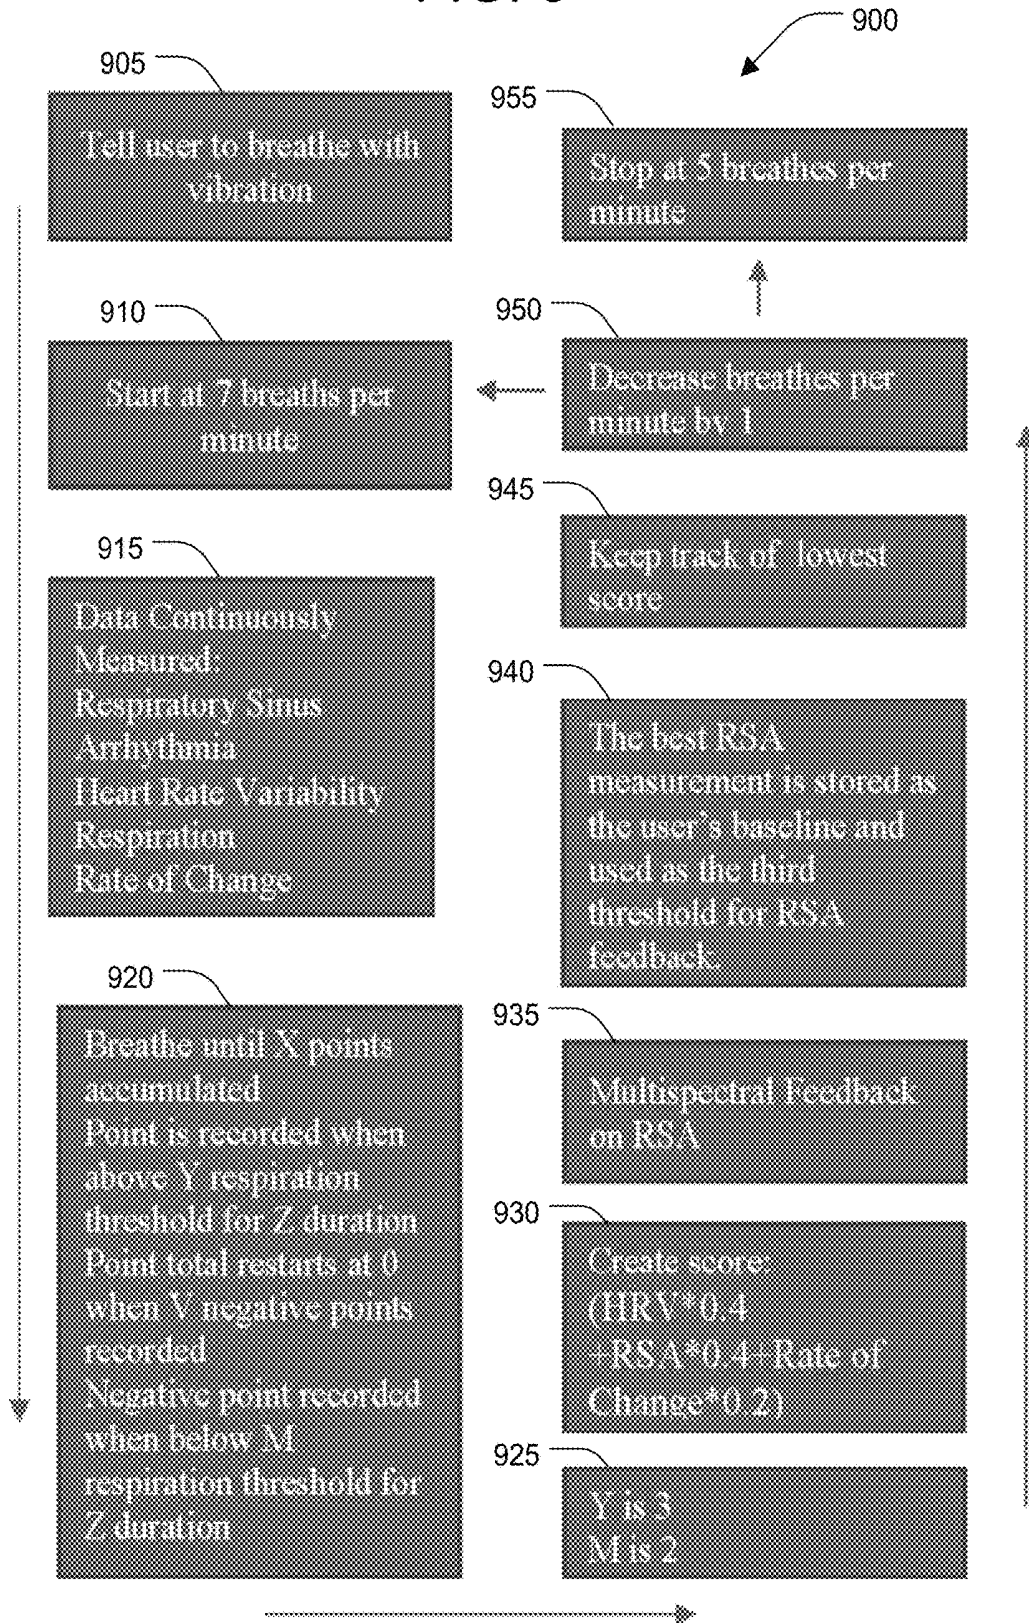 900
905
Tell user to breathe with
vibration
910
Start at 7 breaths per
minute
915
Data Continuously
Measured:
Respiratory Sinus
Arrhythmia
Heart Rate Variability
Respiration
Rate of Change
920
Breathe until X points
accumulated
Point is recorded when
above Y respiration
threshold for Z duration
Point total restarts at 0
when V negative points
recorded
Negative point recorded
when below M
respiration threshold for
Z duration
955
Stop at 5 breathes per
minute
950
Decrease breathes per
minute by 1
945
Keep track of lowest
score
940
The best RSA
measurement is stored as
the user's baseline and
used as the third
threshold for RSA
feedback.
935
Multispectral Feedback
on RSA
930
Create score:
(HRV*0.4
+RSA*0.4+Rate of
Change*0.2)
925
Y is 3
M is 2